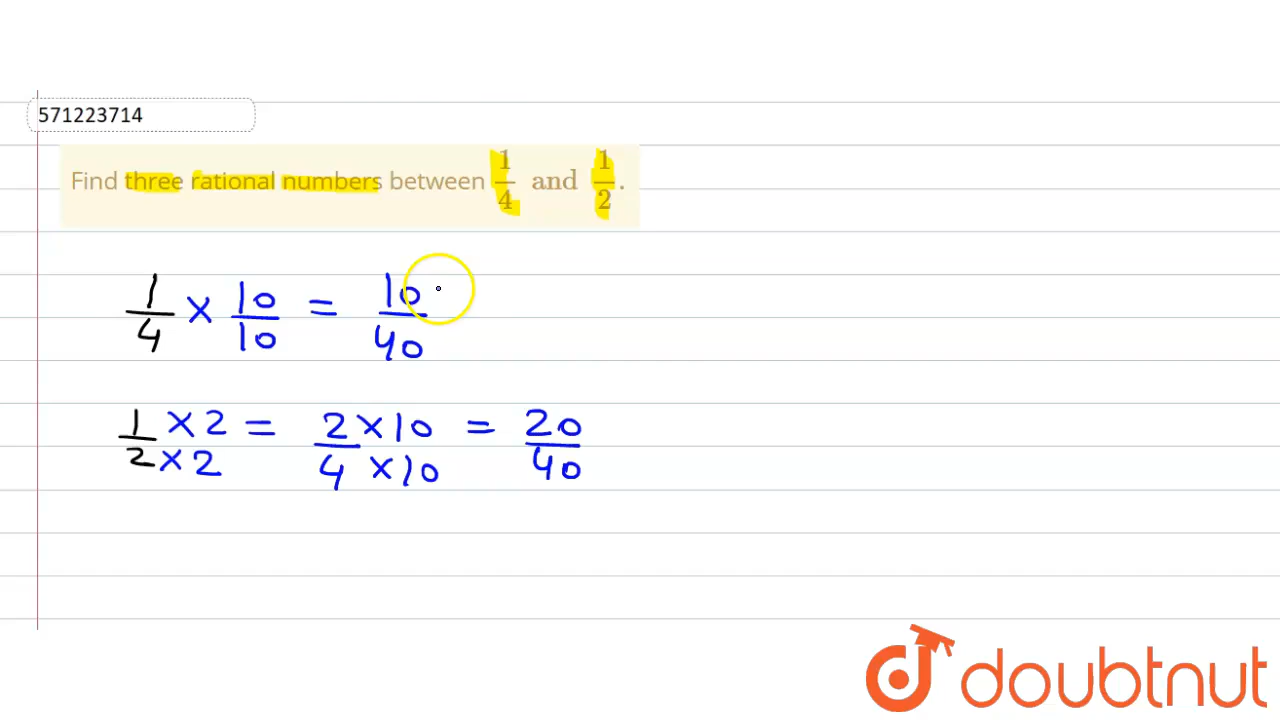 571223714
Find three rational numbers between 1/4 and 1/2.
1/4 × 10/10 = 10/40
1×2/2×2 = 2×10/4×10 = 20/40
doubtnut